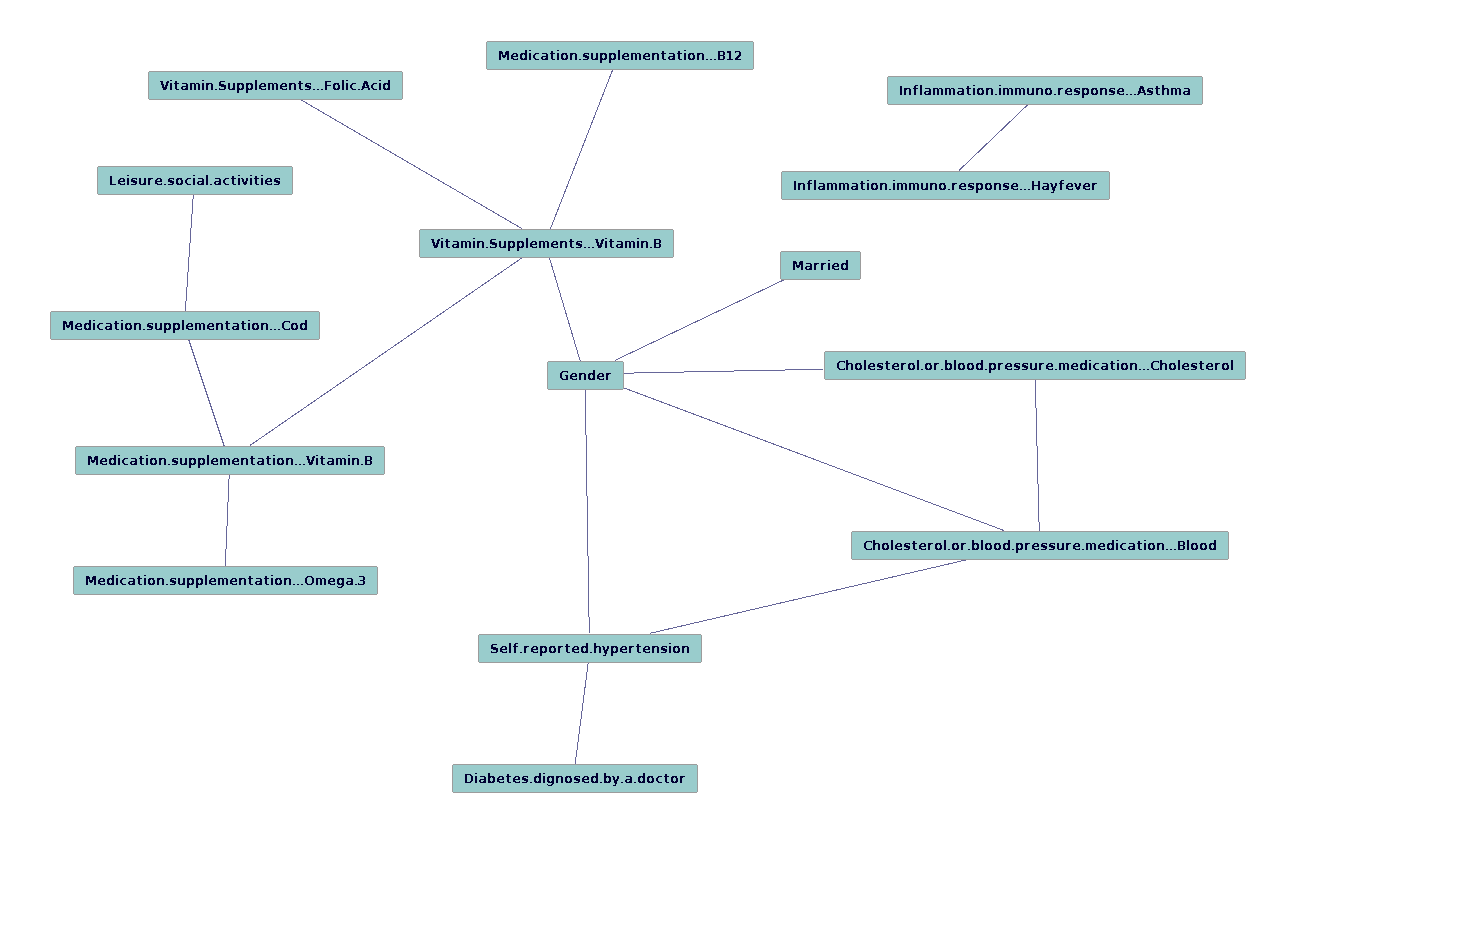 Medication.supplementation...B12
Vitamin.Supplements...Folic.Acid
Inflammation.immuno.response...Asthma
Leisure.social.activities
Inflammation.immuno.response...Hayfever
Vitamin.Supplements...Vitamin.B
Married
Medication.supplementation...Cod
Cholesterol.or.blood.pressure.medication...Cholesterol
Gender
Medication.supplementation...Vitamin.B
Cholesterol.or.blood.pressure.medication...Blood
Medication.supplementation...Omega.3
Self.reported.hypertension
Diabetes.dignosed.by.a.doctor